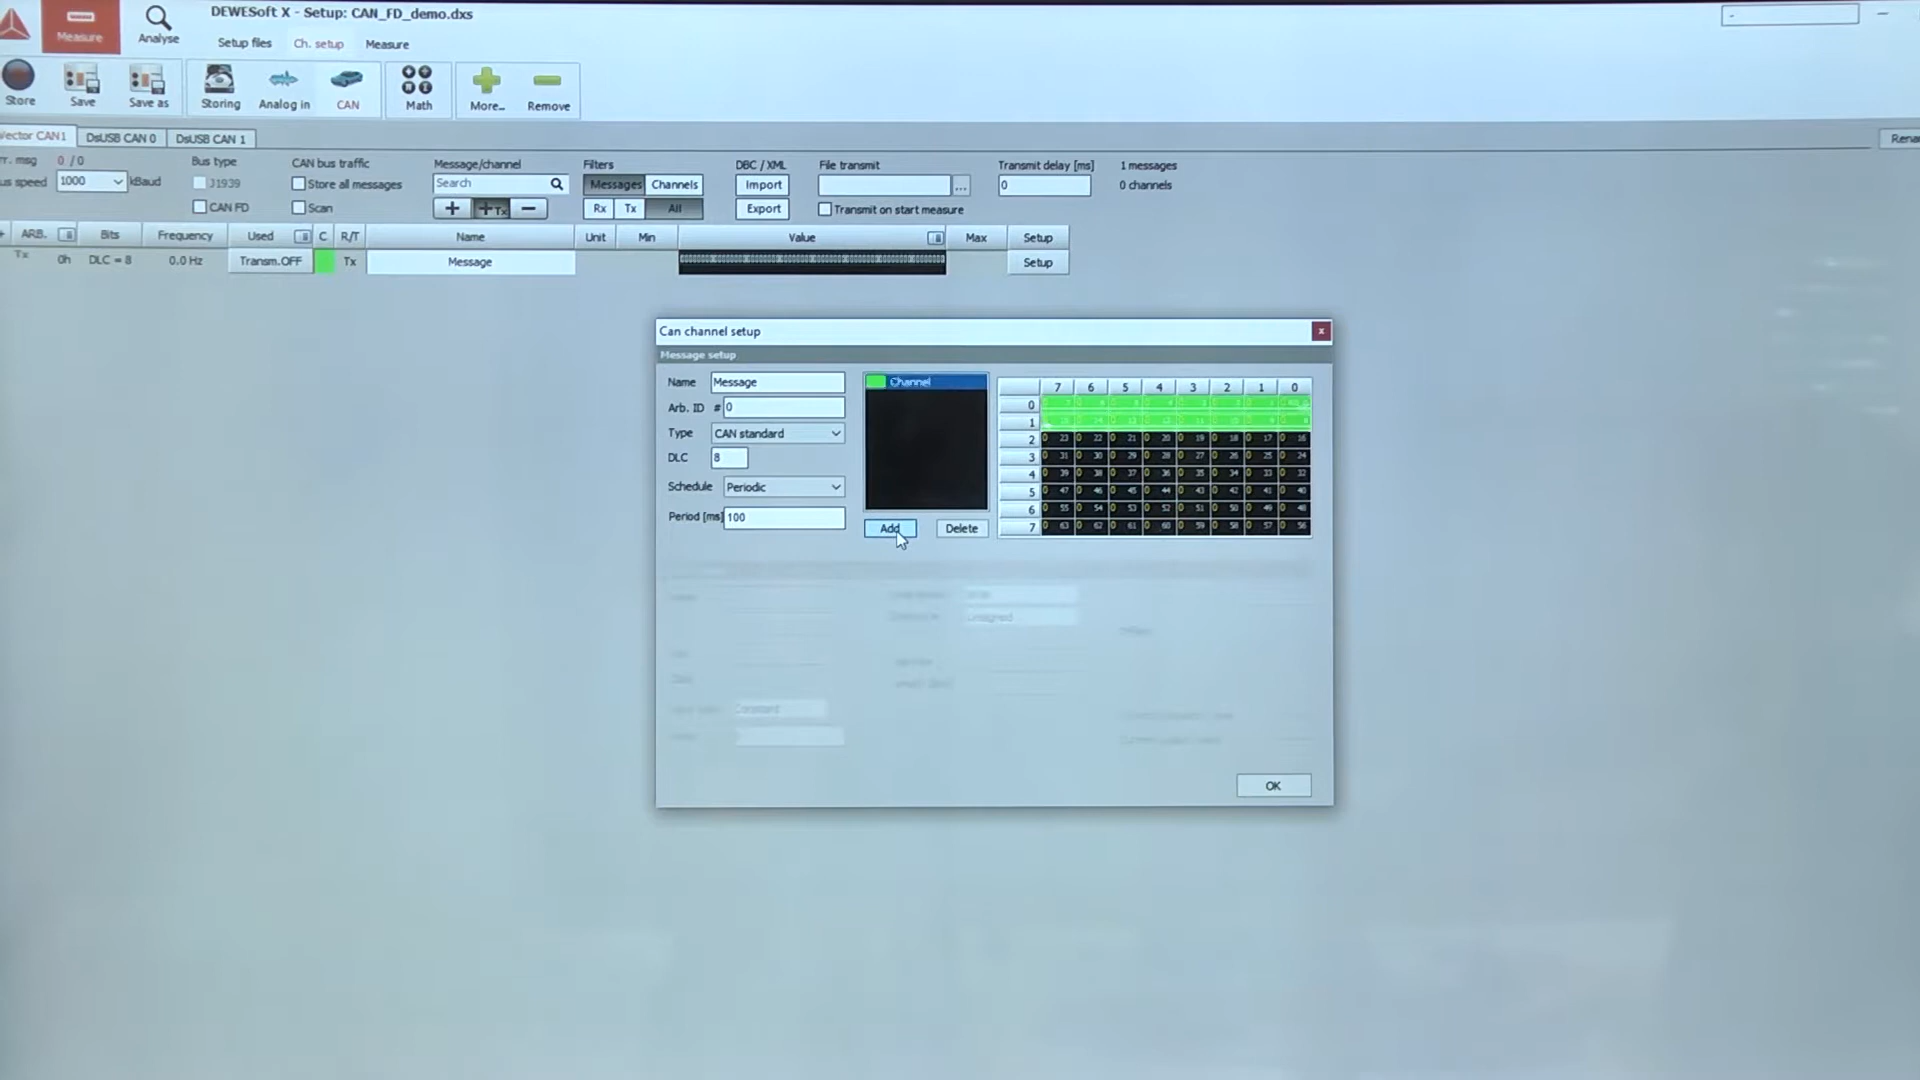 DEWESoft X - Setup: CAN_FD_demo.dxs
Measure
Analyse
Setup files
Ch. setup
Measure
Store
Save
Save as
Storing
Analog in
CAN
Math
More...
Remove
Vector CAN1
DsUSB CAN 0
DsUSB CAN 1
Rena
rr. msg 0 / 0
Bus type
CAN bus traffic
Message/channel
Filters
DBC / XML
File transmit
Transmit delay [ms]
1 messages
us speed 1000 kBaud
J1939
Store all messages
Search
Messages
Channels
Import
...
0
0 channels
CAN FD
Scan
+ +Tx −
Rx
Tx
All
Export
Transmit on start measure
ARB.
Bits
Frequency
Used
C
R/T
Name
Unit
Min
Value
Max
Setup
Tx
0h
DLC = 8
0.0 Hz
Transm.OFF
Tx
Message
Setup
Can channel setup
x
Message setup
Name Message
Arb. ID # 0
Type CAN standard
DLC 8
Schedule Periodic
Period [ms] 100
Channel
Add
Delete
7 6 5 4 3 2 1 0
0
1
2 0 23 0 22 0 21 0 20 0 19 0 18 0 17 0 16
3 0 31 0 30 0 29 0 28 0 27 0 26 0 25 0 24
4 0 39 0 38 0 37 0 36 0 35 0 34 0 33 0 32
5 0 47 0 46 0 45 0 44 0 43 0 42 0 41 0 40
6 0 55 0 54 0 53 0 52 0 51 0 50 0 49 0 48
7 0 63 0 62 0 61 0 60 0 59 0 58 0 57 0 56
Unsigned
Constant
OK